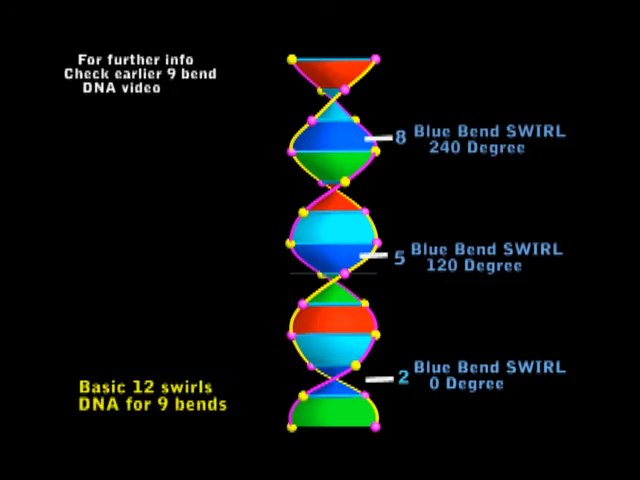 For further info
Check earlier 9 bend
DNA video
8 Blue Bend SWIRL
240 Degree
5 Blue Bend SWIRL
120 Degree
2 Blue Bend SWIRL
0 Degree
Basic 12 swirls
DNA for 9 bends